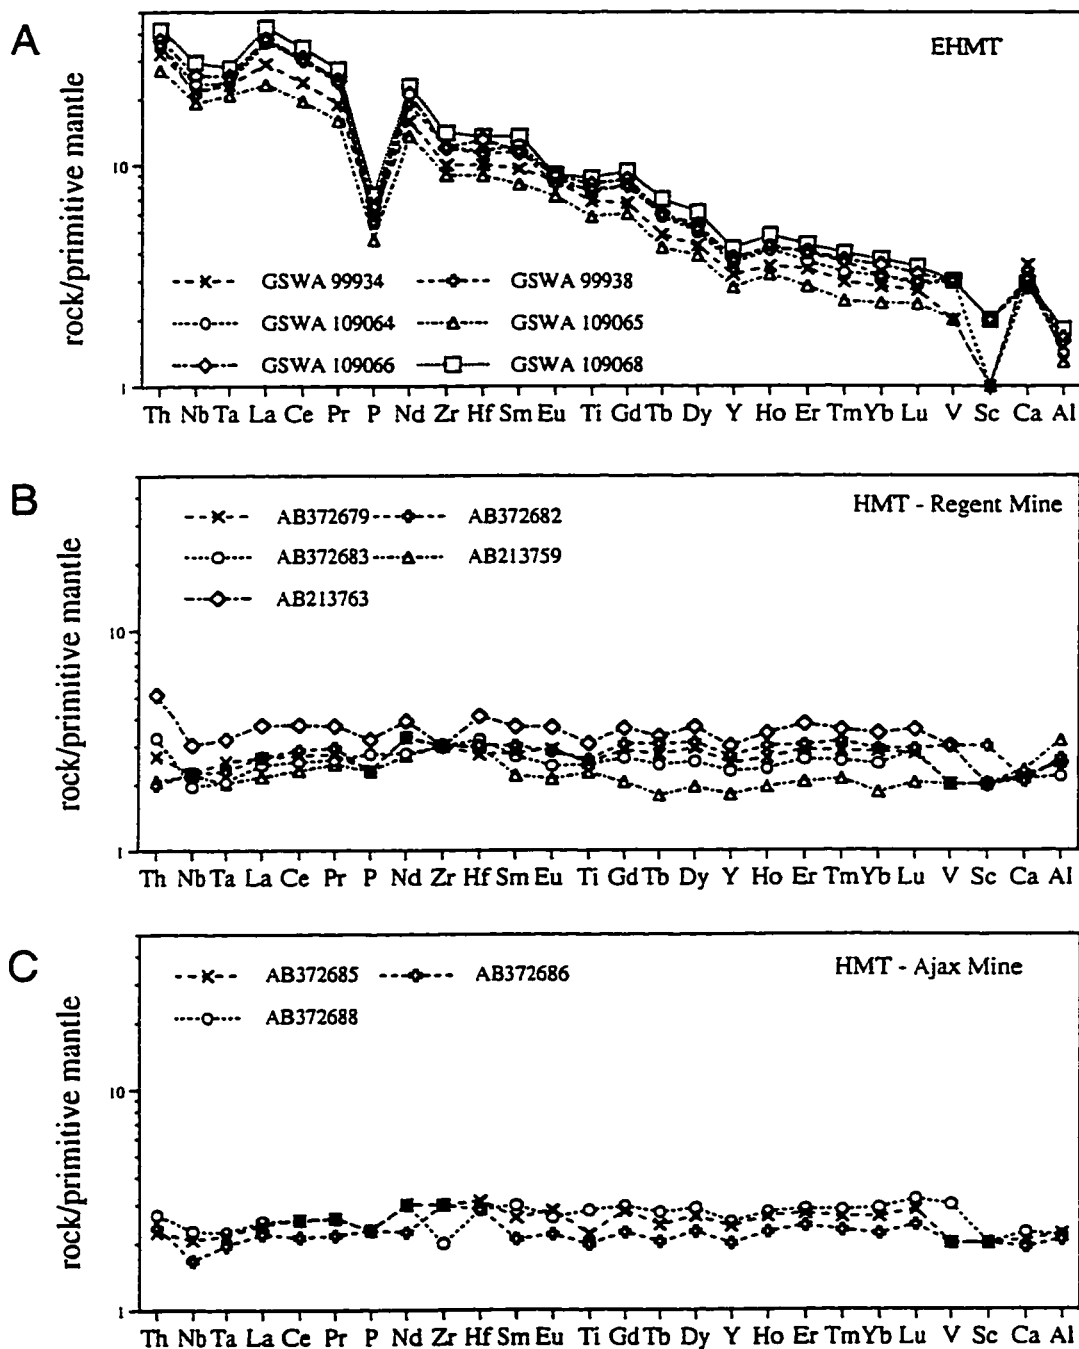 A
EHMT
rock/primitive mantle
10
1
GSWA 99934 GSWA 99938
GSWA 109064 GSWA 109065
GSWA 109066 GSWA 109068
Th Nb Ta La Ce Pr P Nd Zr Hf Sm Eu Ti Gd Tb Dy Y Ho Er Tm Yb Lu V Sc Ca Al
B
HMT - Regent Mine
rock/primitive mantle
10
1
AB372679 AB372682
AB372683 AB213759
AB213763
Th Nb Ta La Ce Pr P Nd Zr Hf Sm Eu Ti Gd Tb Dy Y Ho Er Tm Yb Lu V Sc Ca Al
C
HMT - Ajax Mine
rock/primitive mantle
10
1
AB372685 AB372686
AB372688
Th Nb Ta La Ce Pr P Nd Zr Hf Sm Eu Ti Gd Tb Dy Y Ho Er Tm Yb Lu V Sc Ca Al